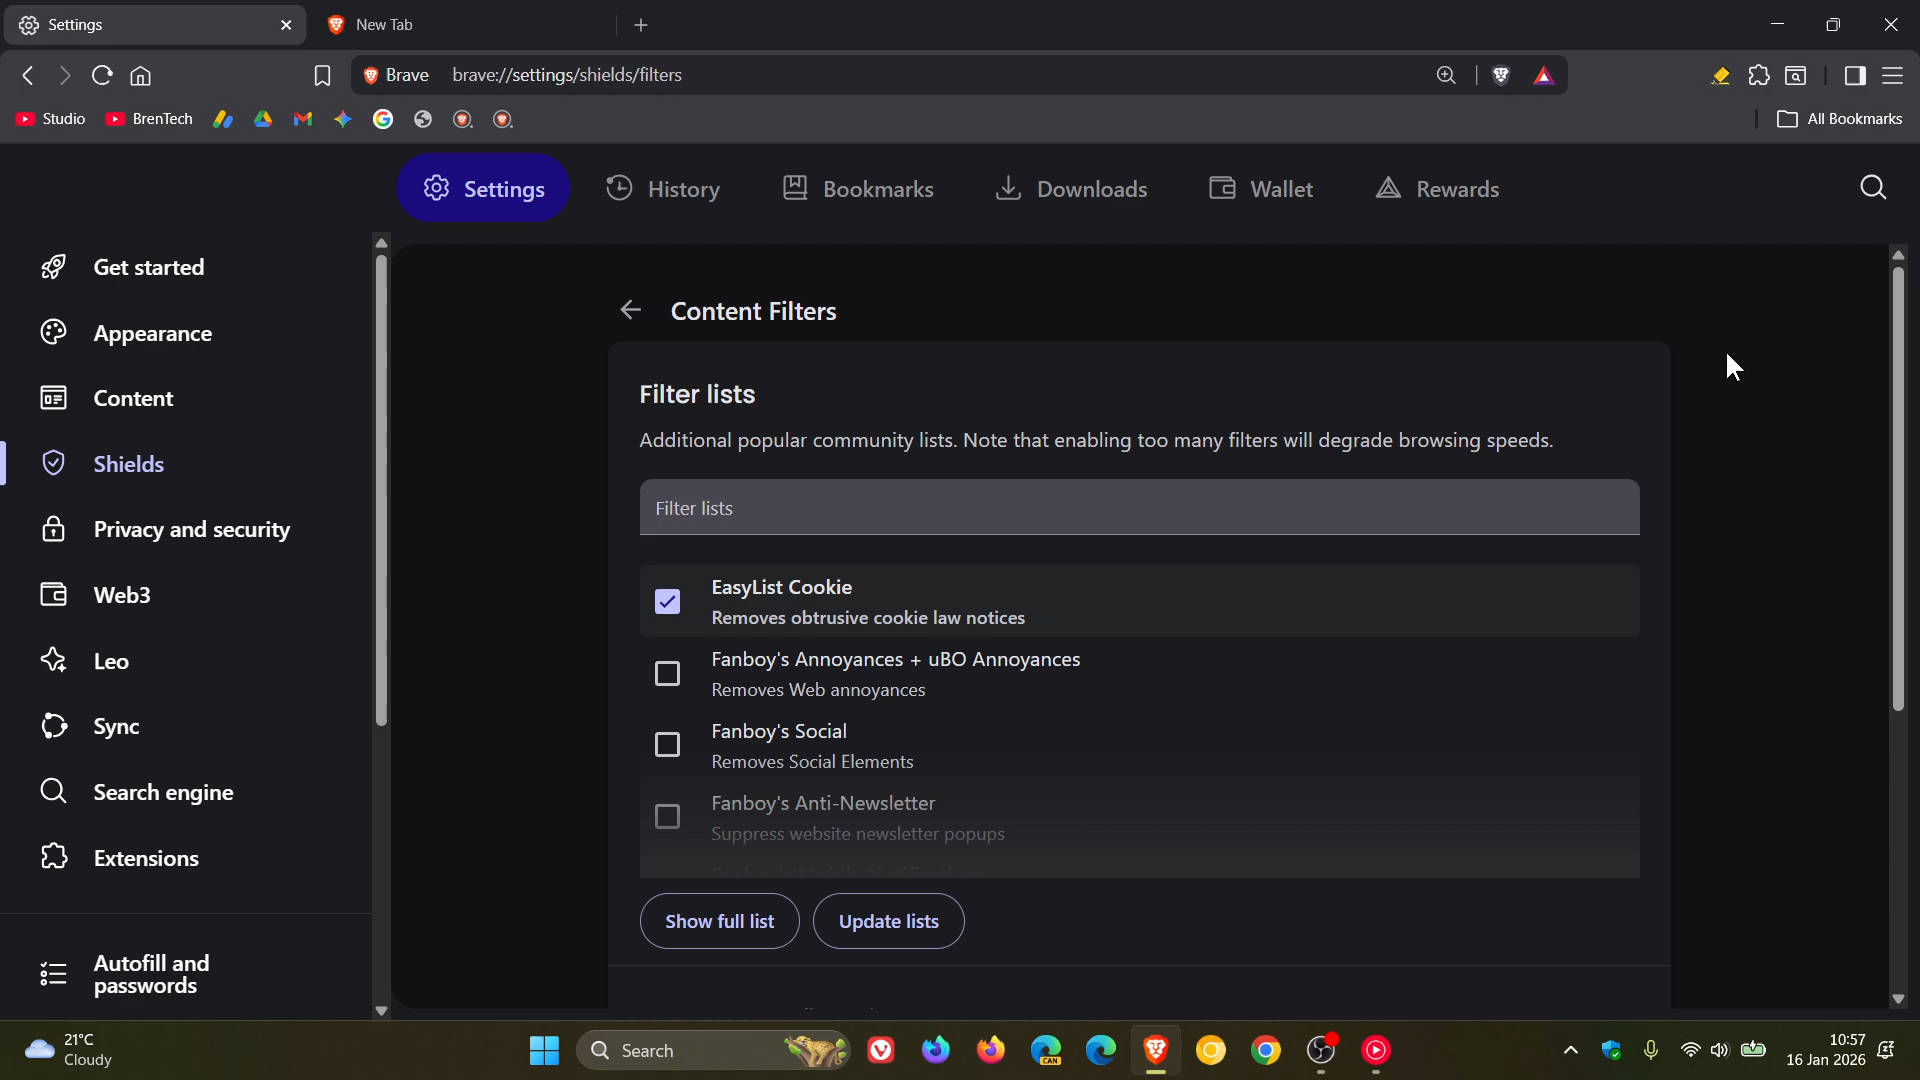 Settings
New Tab
Brave
brave://settings/shields/filters
Studio
BrenTech
All Bookmarks
Settings
History
Bookmarks
Downloads
Wallet
Rewards
Get started
Appearance
Content
Shields
Privacy and security
Web3
Leo
Sync
Search engine
Extensions
Autofill and
passwords
Content Filters
Filter lists
Additional popular community lists. Note that enabling too many filters will degrade browsing speeds.
Filter lists
EasyList Cookie
Removes obtrusive cookie law notices
Fanboy's Annoyances + uBO Annoyances
Removes Web annoyances
Fanboy's Social
Removes Social Elements
Fanboy's Anti-Newsletter
Suppress website newsletter popups
Show full list
Update lists
21°C
Cloudy
Search
CAN
10:57
16 Jan 2026